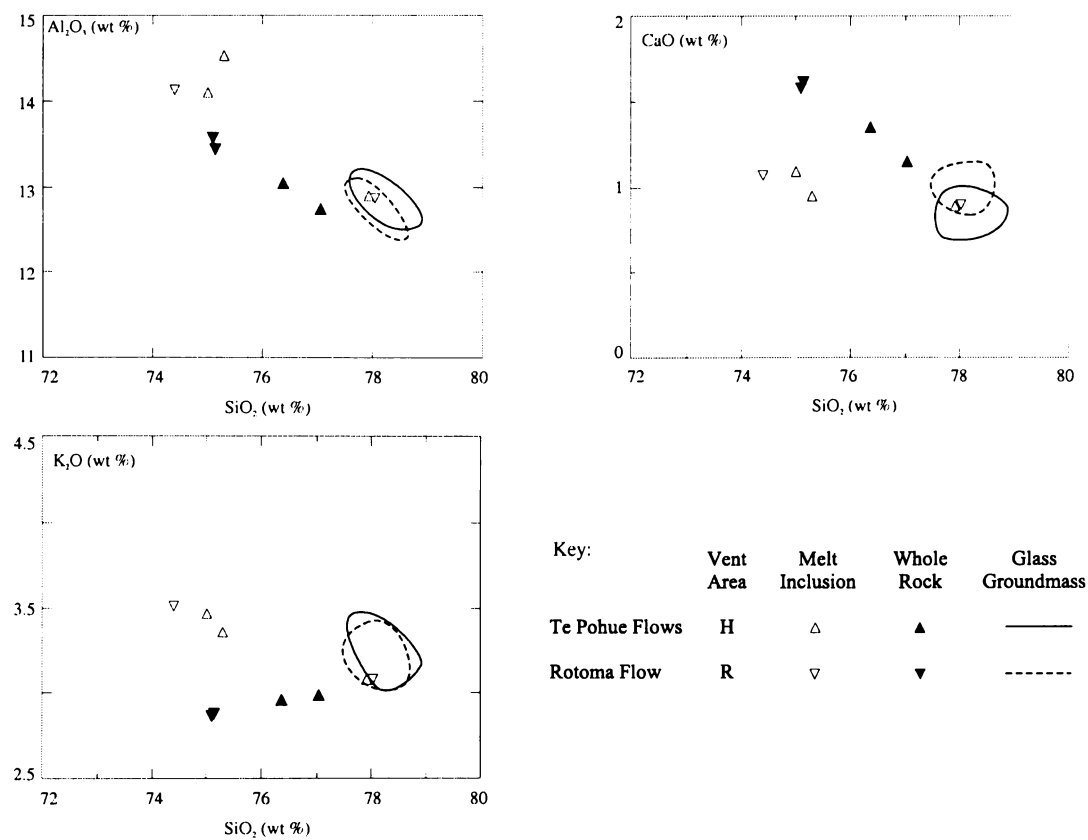 15
Al₂O₃ (wt %)
14
13
12
11
72 74 76 78 80
SiO₂ (wt %)
2
CaO (wt %)
1
0
72 74 76 78 80
SiO₂ (wt %)
4.5
K₂O (wt %)
3.5
2.5
72 74 76 78 80
SiO₂ (wt %)
Key: Vent Melt Whole Glass
Area Inclusion Rock Groundmass
Te Pohue Flows H
Rotoma Flow R